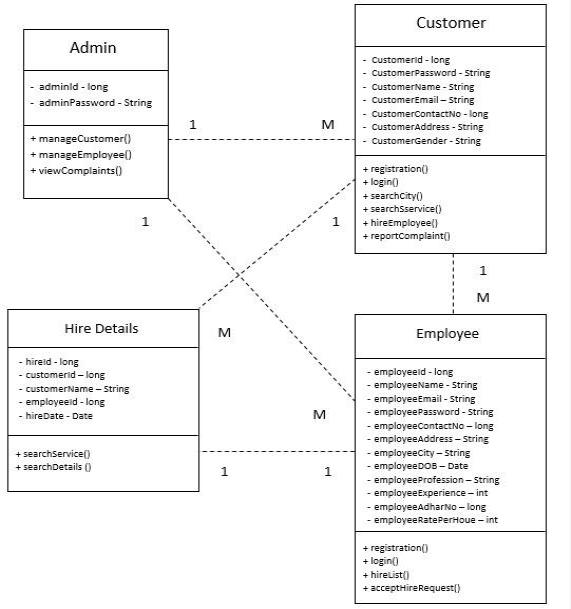 Admin
- adminId - long
- adminPassword - String
+ manageCustomer()
+ manageEmployee()
+ viewComplaints()
Customer
- CustomerId - long
- CustomerPassword - String
- CustomerName - String
- CustomerEmail – String
- CustomerContactNo - long
- CustomerAddress - String
- CustomerGender - String
+ registration()
+ login()
+ searchCity()
+ searchSservice()
+ hireEmployee()
+ reportComplaint()
1
M
1
1
1
M
Hire Details
- hireId - long
- customerId – long
- customerName – String
- employeeId - long
- hireDate - Date
+ searchService()
+ searchDetails ()
M
M
1
1
Employee
- employeeId - long
- employeeName - String
- employeeEmail - String
- employeePassword - String
- employeeContactNo – long
- employeeAddress – String
- employeeCity – String
- employeeDOB – Date
- employeeProfession – String
- employeeExperience – int
- employeeAdharNo – long
- employeeRatePerHoue – int
+ registration()
+ login()
+ hireList()
+ acceptHireRequest()